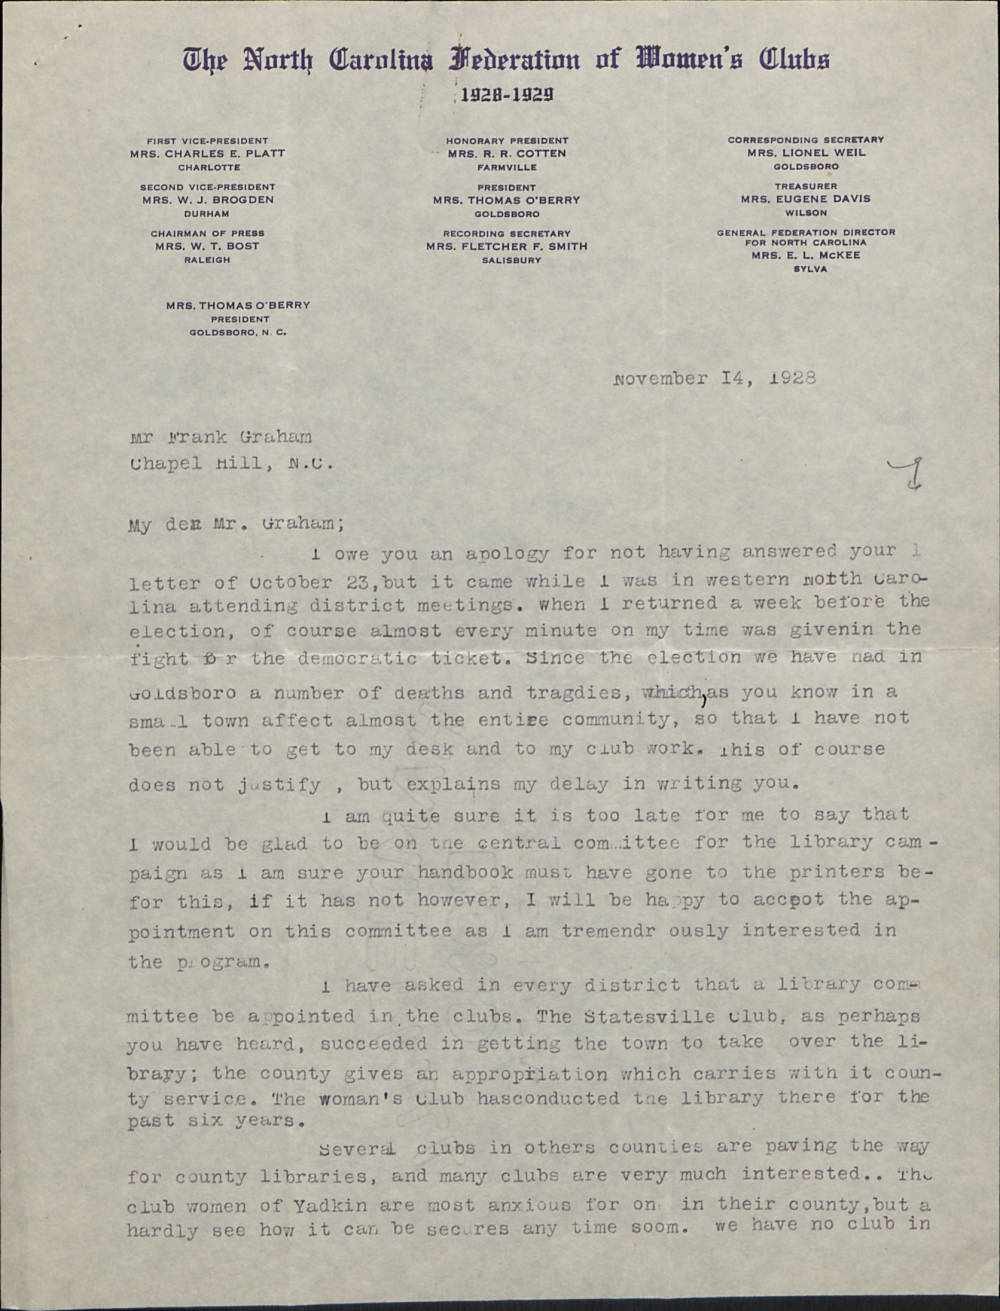 The North Carolina Federation of Women's Clubs
1928-1929
FIRST VICE-PRESIDENT
MRS. CHARLES E. PLATT
CHARLOTTE
SECOND VICE-PRESIDENT
MRS. W. J. BROGDEN
DURHAM
CHAIRMAN OF PRESS
MRS. W. T. BOST
RALEIGH
HONORARY PRESIDENT
MRS. R. R. COTTEN
FARMVILLE
PRESIDENT
MRS. THOMAS O'BERRY
GOLDSBORO
RECORDING SECRETARY
MRS. FLETCHER F. SMITH
SALISBURY
CORRESPONDING SECRETARY
MRS. LIONEL WEIL
GOLDSBORO
TREASURER
MRS. EUGENE DAVIS
WILSON
GENERAL FEDERATION DIRECTOR
FOR NORTH CAROLINA
MRS. E. L. McKEE
SYLVA
MRS. THOMAS O'BERRY
PRESIDENT
GOLDSBORO, N. C.
November I4, 1928
Mr Frank Graham
Chapel Hill, N.C.
My dea Mr. Graham;
I owe you an apology for not having answered your l
letter of October 23,but it came while I was in western North Caro-
lina attending district meetings. When I returned a week before the
election, of course almost every minute on my time was givenin the
fight for the democratic ticket. Since the election we have had in
Goldsboro a number of deaths and tragdies, which,as you know in a
small town affect almost the entire community, so that I have not
been able to get to my desk and to my club work. This of course
does not justify , but explains my delay in writing you.
I am quite sure it is too late for me to say that
I would be glad to be on the central committee for the library cam-
paign as I am sure your handbook must have gone to the printers be-
for this, if it has not however, I will be happy to accept the ap-
pointment on this committee as I am tremendr ously interested in
the program.
I have asked in every district that a library com-
mittee be appointed in the clubs. The Statesville Club, as perhaps
you have heard, succeeded in getting the town to take over the li-
brary; the county gives an appropriation which carries with it coun-
ty service. The woman's Club hasconducted the library there for the
past six years.
Several clubs in others counties are paving the way
for county libraries, and many clubs are very much interested.. The
club women of Yadkin are most anxious for on in their county,but a
hardly see how it can be secures any time soom. We have no club in